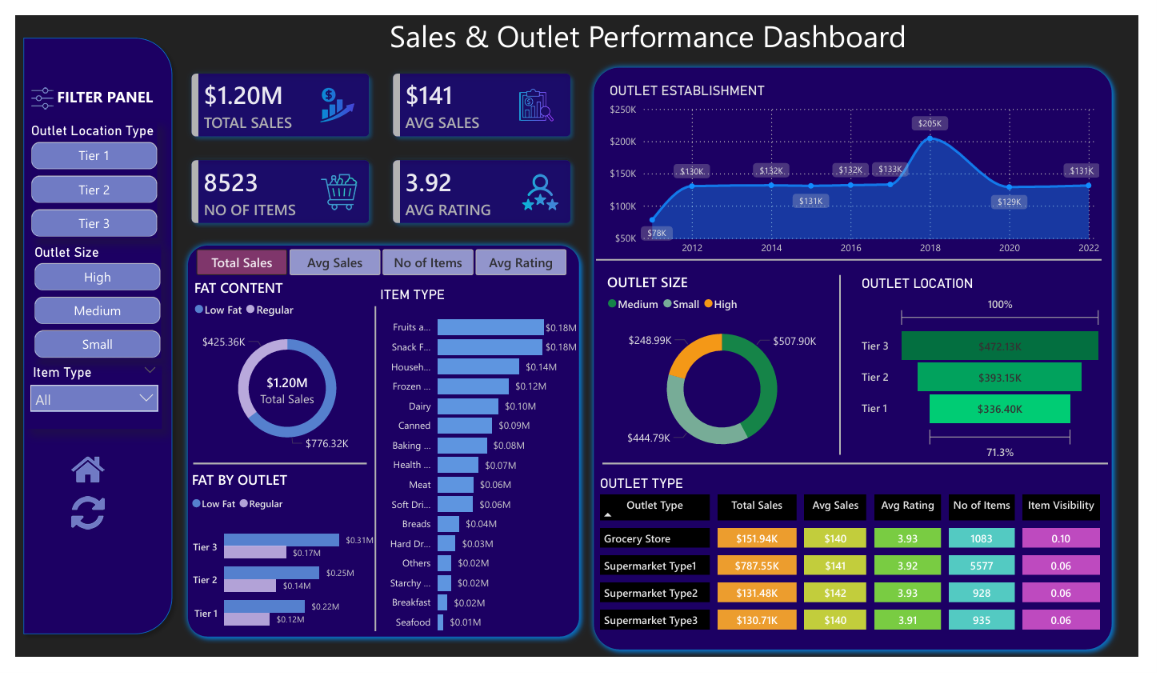 Sales & Outlet Performance Dashboard
FILTER PANEL
Outlet Location Type
Tier 1
Tier 2
Tier 3
Outlet Size
High
Medium
Small
Item Type
All
$1.20M
TOTAL SALES
$141
AVG SALES
8523
NO OF ITEMS
3.92
AVG RATING
Total Sales Avg Sales No of Items Avg Rating
FAT CONTENT
Low Fat Regular
$425.36K
$1.20M
Total Sales
$776.32K
FAT BY OUTLET
Low Fat Regular
Tier 3 $0.31M
$0.17M
Tier 2 $0.25M
$0.14M
Tier 1 $0.22M
$0.12M
ITEM TYPE
Fruits a... $0.18M
Snack F... $0.18M
Househ... $0.14M
Frozen ... $0.12M
Dairy $0.10M
Canned $0.09M
Baking ... $0.08M
Health ... $0.07M
Meat $0.06M
Soft Dri... $0.06M
Breads $0.04M
Hard Dr... $0.03M
Others $0.02M
Starchy ... $0.02M
Breakfast $0.02M
Seafood $0.01M
OUTLET ESTABLISHMENT
$250K
$200K
$150K
$100K
$50K
$78K
$130K
$132K
$131K
$132K
$133K
$205K
$129K
$131K
2012 2014 2016 2018 2020 2022
OUTLET SIZE
Medium Small High
$248.99K
$507.90K
$444.79K
OUTLET LOCATION
100%
Tier 3 $472.13K
Tier 2 $393.15K
Tier 1 $336.40K
71.3%
OUTLET TYPE
Outlet Type Total Sales Avg Sales Avg Rating No of Items Item Visibility
Grocery Store $151.94K $140 3.93 1083 0.10
Supermarket Type1 $787.55K $141 3.92 5577 0.06
Supermarket Type2 $131.48K $142 3.93 928 0.06
Supermarket Type3 $130.71K $140 3.91 935 0.06